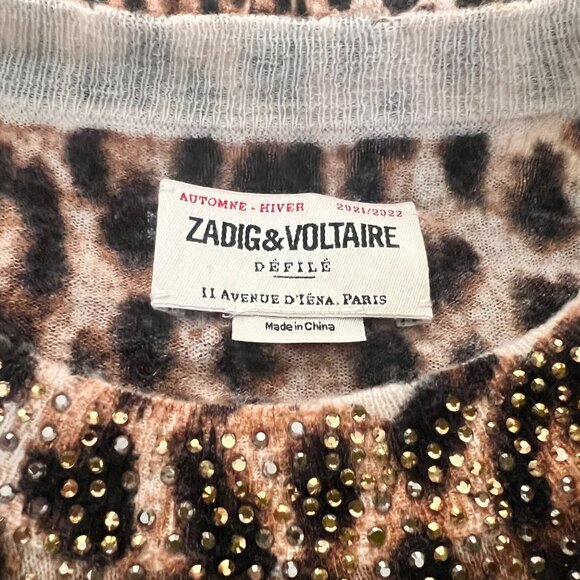 AUTOMNE - HIVER 2021/2022
ZADIG&VOLTAIRE
DÉFILÉ
11 AVENUE D'IÉNA. PARIS
Made in China